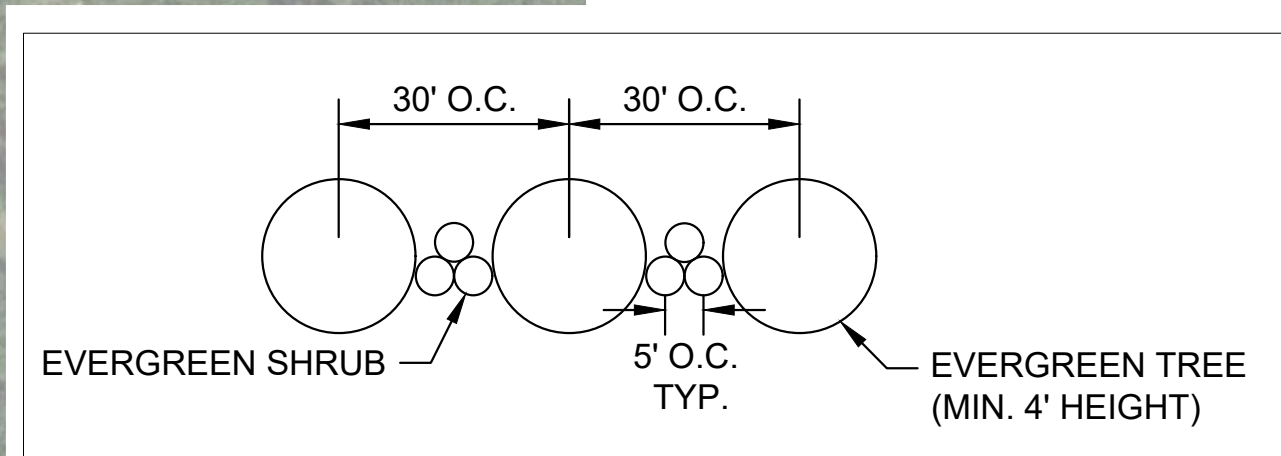 30' O.C.
30' O.C.
EVERGREEN SHRUB
5' O.C.
TYP.
EVERGREEN TREE
(MIN. 4' HEIGHT)